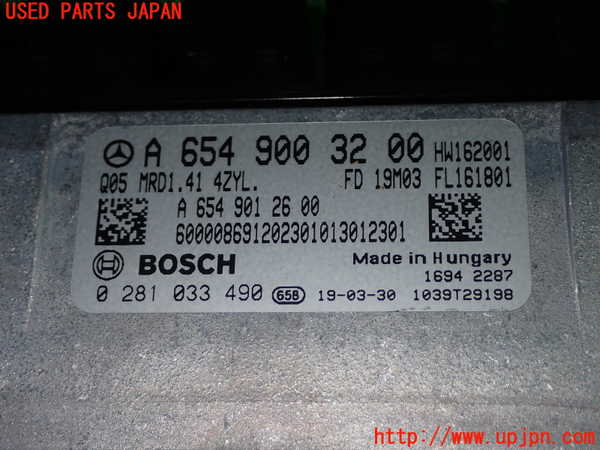 USED PARTS JAPAN
A 654 900 32 00 HW162001
Q05 MRD1.41 4ZYL. FD 19M03 FL161801
A 654 901 26 00
600008691202301013012301
BOSCH
Made in Hungary
1694 2287
0 281 033 490 658 19-03-30 1039T29198
http://www.upjpn.com/